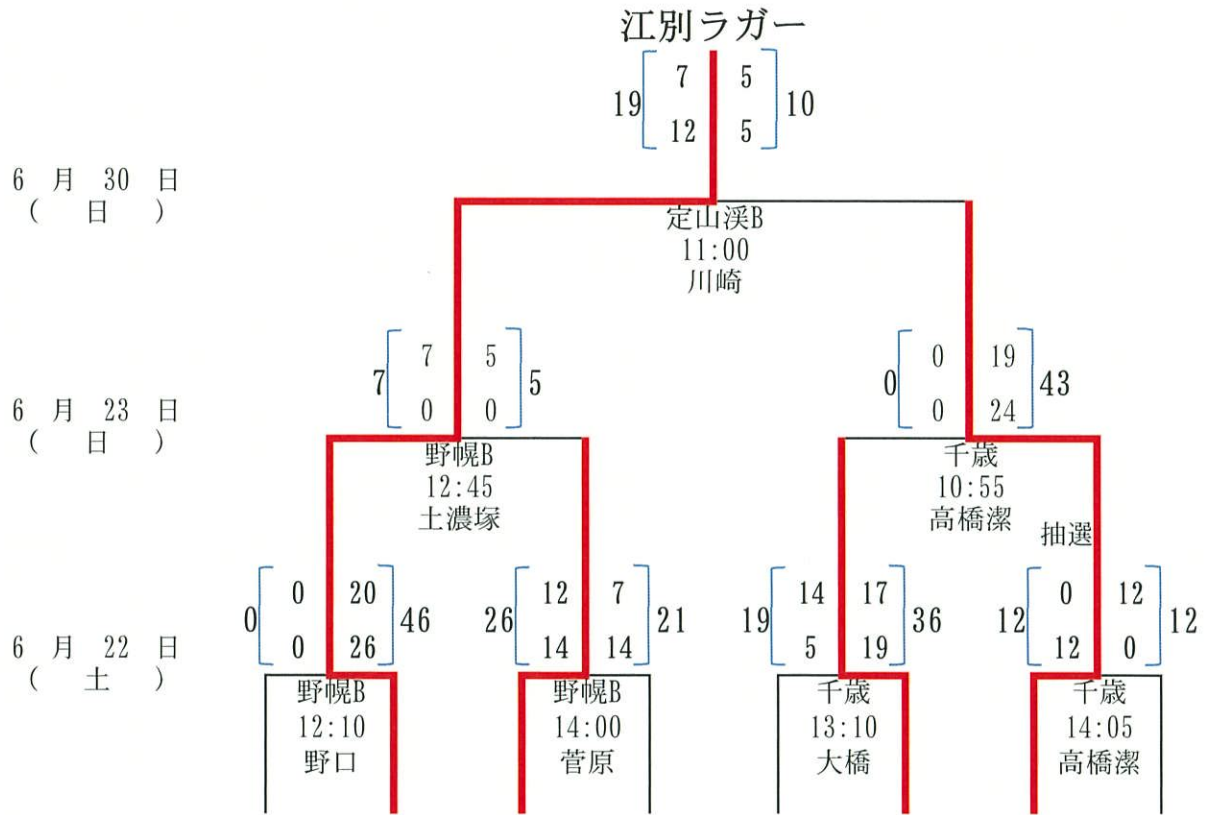 江別ラガー
7 5
19 10
12 5
6 月 30 日
( 日 )
定山渓B
11:00
川崎
7 5
7 5
0 0
0 19
0 43
0 24
6 月 23 日
( 日 )
野幌B
12:45
土濃塚
千歳
10:55
高橋潔
抽選
0 20
0 46
0 26
12 7
26 21
14 14
14 17
19 36
5 19
0 12
12 12
12 0
6 月 22 日
( 土 )
野幌B
12:10
野口
野幌B
14:00
菅原
千歳
13:10
大橋
千歳
14:05
高橋潔